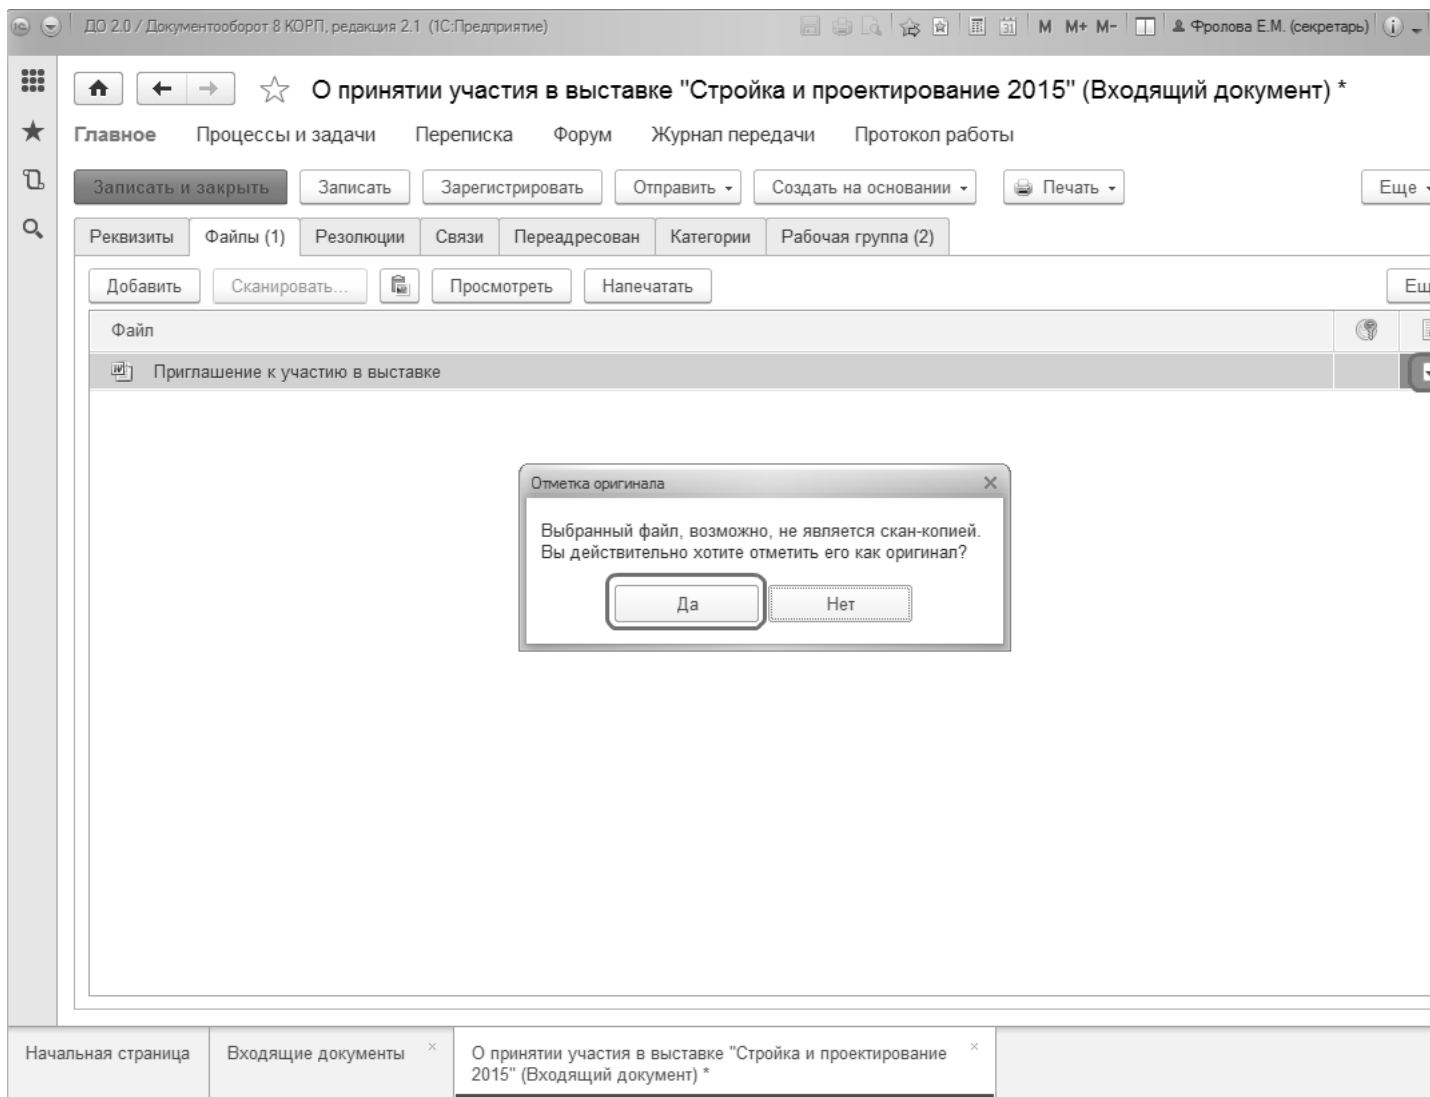 ДО 2.0 / Документооборот 8 КОРП, редакция 2.1 (1С:Предприятие) 31 M M+ M- Фролова Е.М. (секретарь)
О принятии участия в выставке "Стройка и проектирование 2015" (Входящий документ) *
Главное Процессы и задачи Переписка Форум Журнал передачи Протокол работы
Записать и закрыть Записать Зарегистрировать Отправить Создать на основании Печать Еще
Реквизиты Файлы (1) Резолюции Связи Переадресован Категории Рабочая группа (2)
Добавить Сканировать... Просмотреть Напечатать Ещ
Файл
Приглашение к участию в выставке
Отметка оригинала
Выбранный файл, возможно, не является скан-копией.
Вы действительно хотите отметить его как оригинал?
Да Нет
Начальная страница Входящие документы О принятии участия в выставке "Стройка и проектирование
2015" (Входящий документ) *